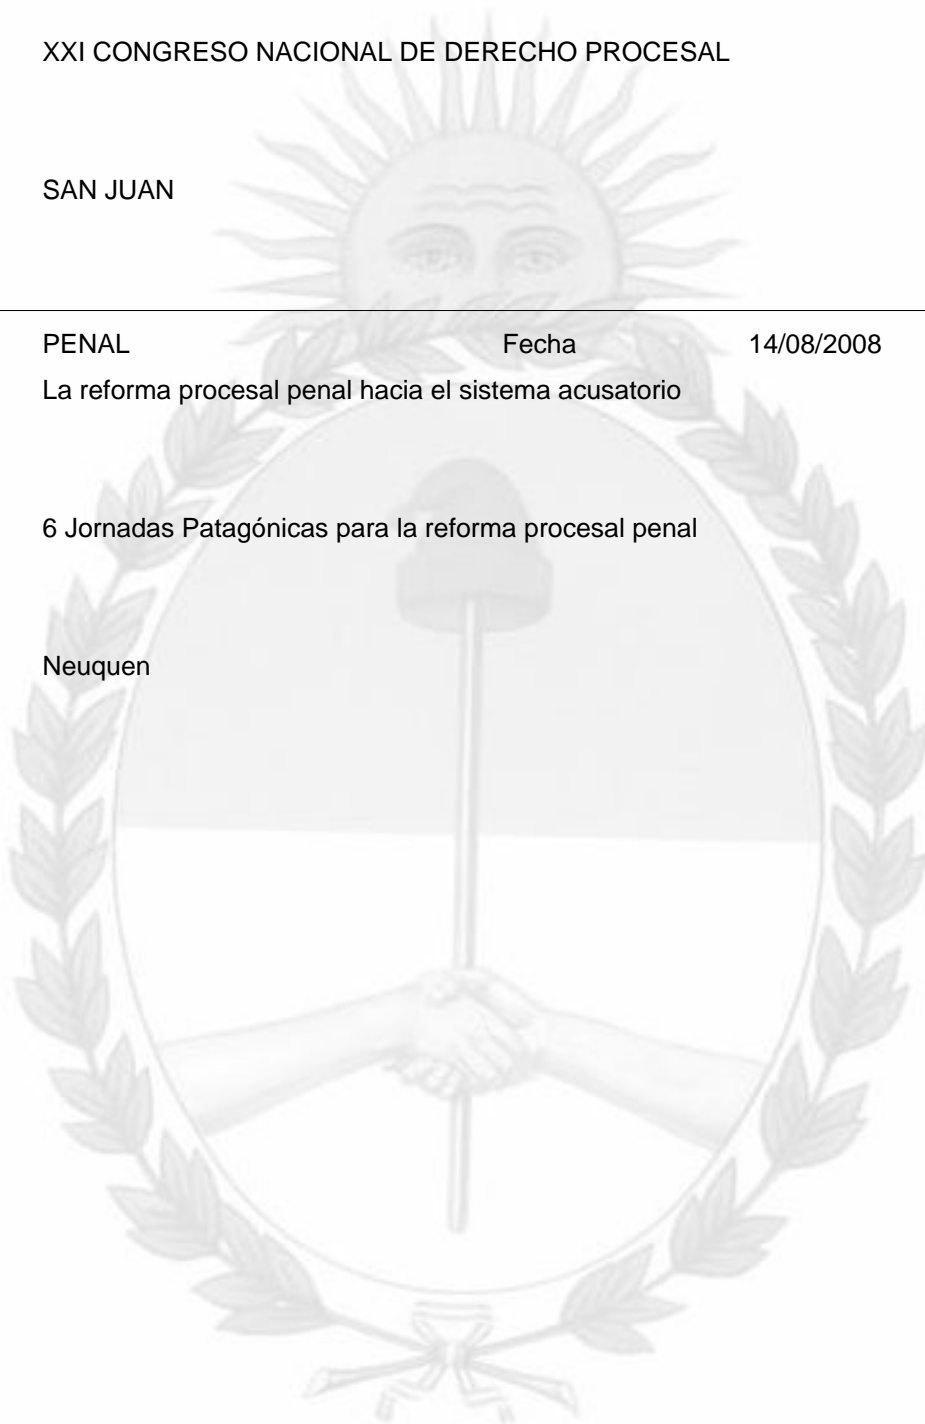 XXI CONGRESO NACIONAL DE DERECHO PROCESAL
SAN JUAN
PENAL Fecha 14/08/2008
La reforma procesal penal hacia el sistema acusatorio
6 Jornadas Patagónicas para la reforma procesal penal
Neuquen